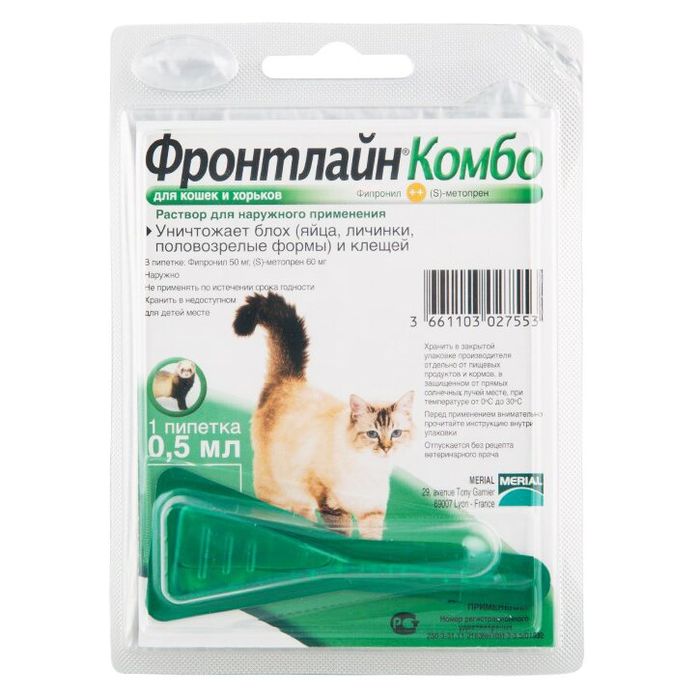 Фронтлайн® Комбо
для кошек и хорьков
Фипронил ++ (S)-метопрен
Раствор для наружного применения
Уничтожает блох (яйца, личинки,
половозрелые формы) и клещей
В пипетке: Фипронил 50 мг, (S)-метопрен 60 мг
Наружно
Не применять по истечении срока годности
Хранить в недоступном
для детей месте
3 661103 027553
Хранить в закрытой
упаковке производителя
отдельно от пищевых
продуктов и кормов, в
защищенном от прямых
солнечных лучей месте, при
температуре от 0°C до 30°C
Перед применением внимательно
прочитайте инструкцию внутри
упаковки
Отпускается без рецепта
ветеринарного врача
1 пипетка
0,5 мл
MERIAL
29, avenue Tony Garnier
69007 Lyon - France
MERIAL
ПРИМЕНЕНИЯ
Номер регистрационного